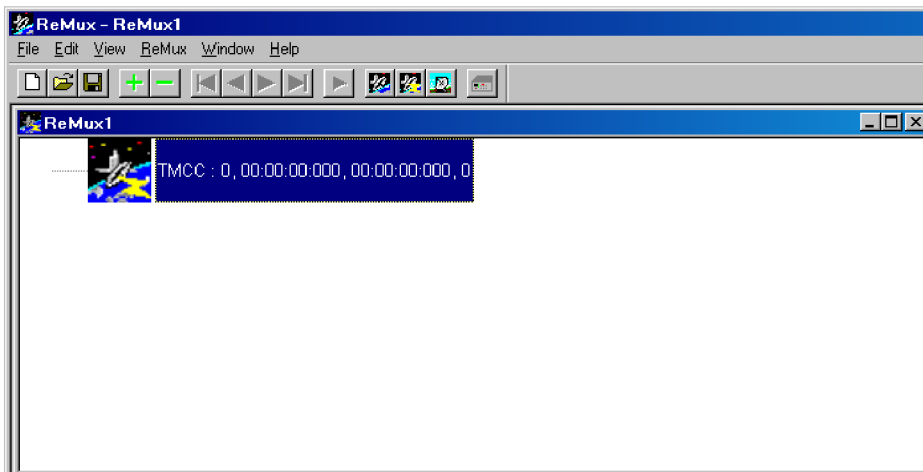 ReMux - ReMux1
File Edit View ReMux Window Help
ReMux1
TMCC : 0, 00:00:00:000, 00:00:00:000, 0